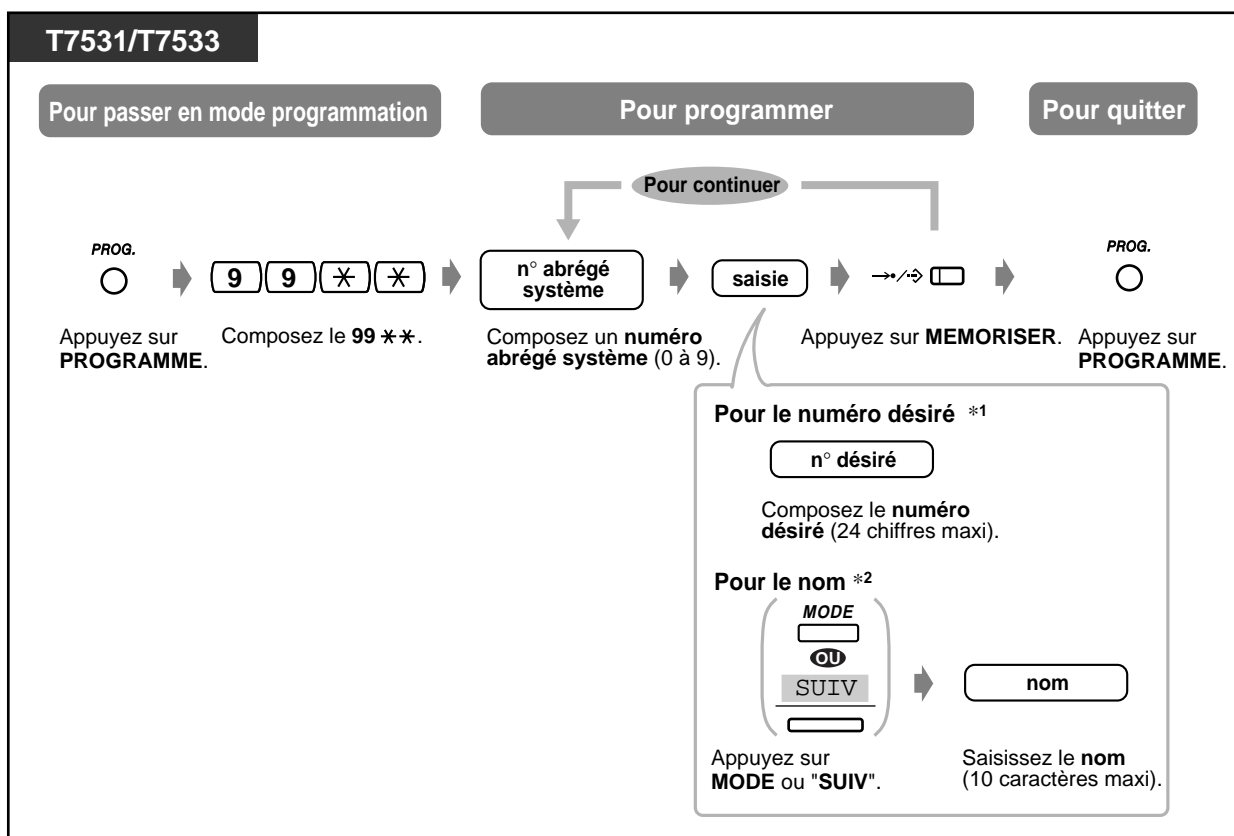 T7531/T7533
Pour passer en mode programmation
Pour programmer
Pour quitter
Pour continuer
PROG.
9 9 * *
n° abrégé
système
saisie
PROG.
Appuyez sur
PROGRAMME.
Composez le 99 * *.
Composez un numéro
abrégé système (0 à 9).
Appuyez sur MEMORISER.
Appuyez sur
PROGRAMME.
Pour le numéro désiré *1
n° désiré
Composez le numéro
désiré (24 chiffres maxi).
Pour le nom *2
MODE
OU
SUIV
nom
Appuyez sur
MODE ou "SUIV".
Saisissez le nom
(10 caractères maxi).